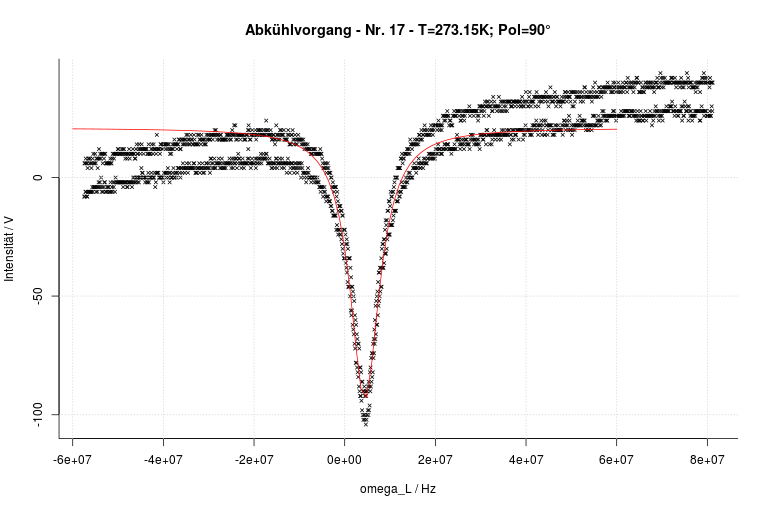 Abkühlvorgang - Nr. 17 - T=273.15K; Pol=90°
Intensität / V
0
-50
-100
-6e+07 -4e+07 -2e+07 0e+00 2e+07 4e+07 6e+07 8e+07
omega_L / Hz